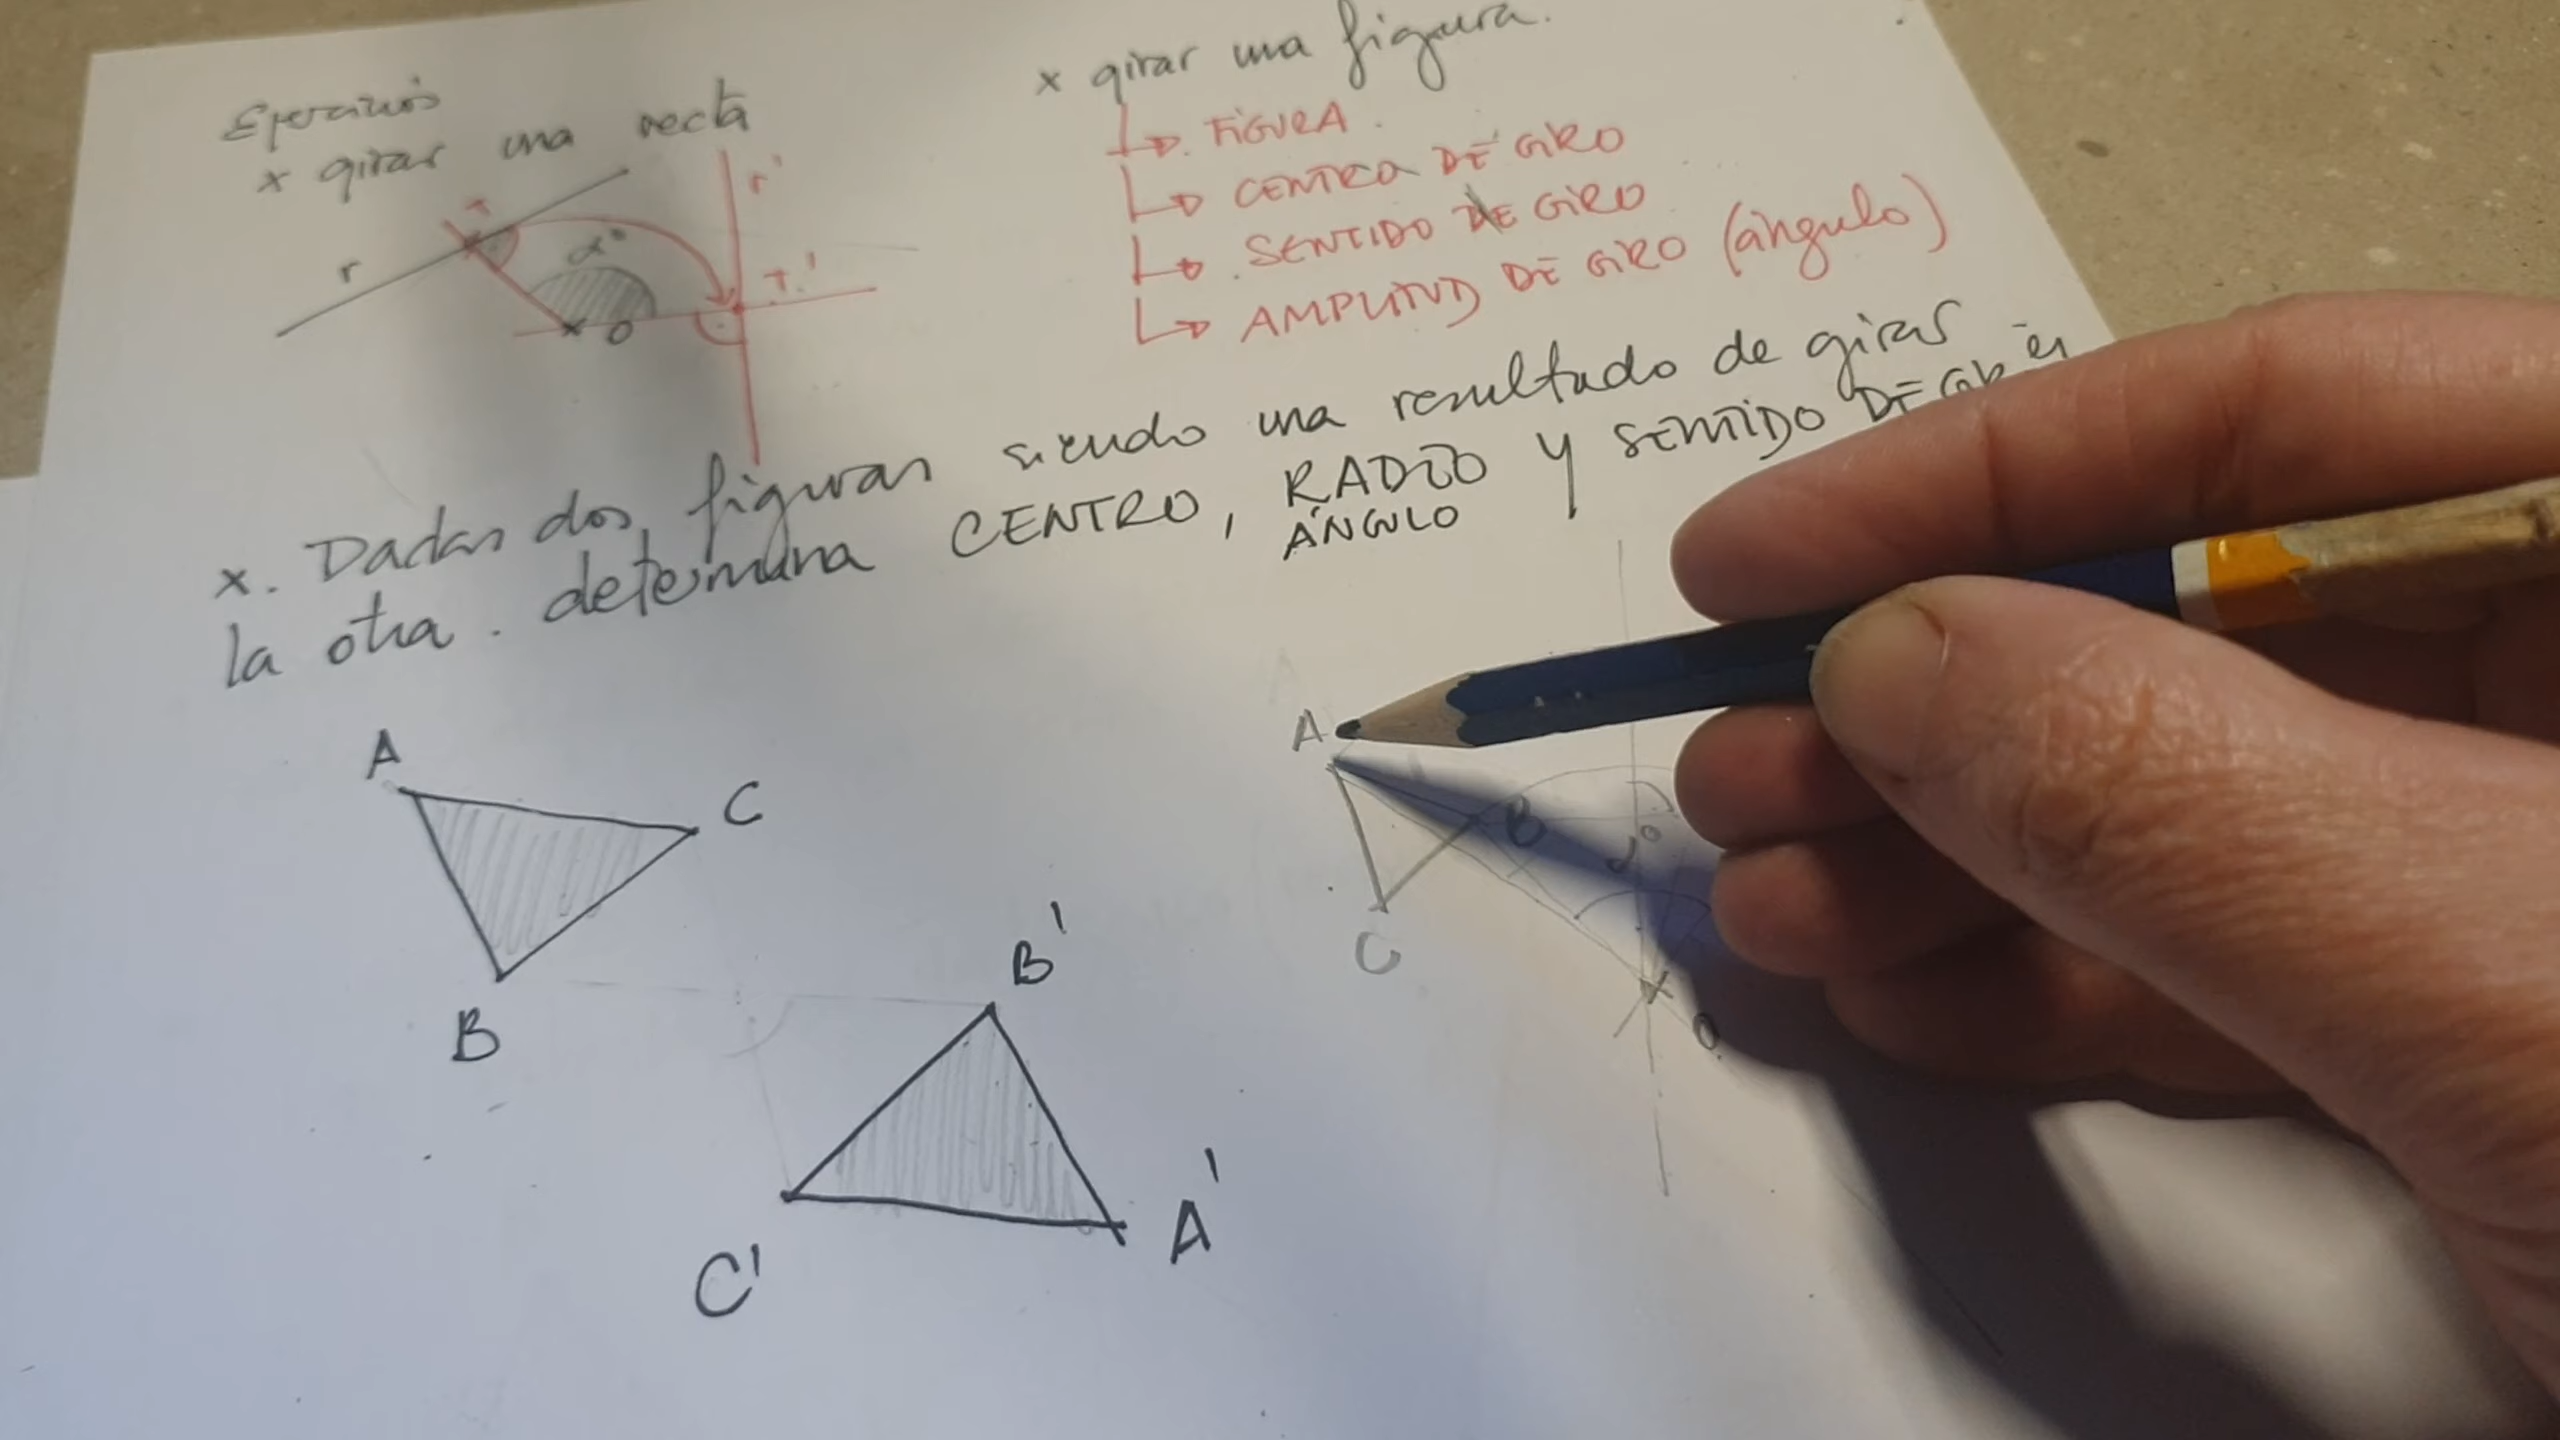 Ejercicios
x girar una recta
r'
T
α°
r
T'
O
x girar una figura.
FIGURA
CENTRO DE GIRO
SENTIDO DE GIRO
AMPLITUD DE GIRO (ángulo)
x. Dadas dos figuras siendo una resultado de girar
la otra. determina CENTRO, RADIO Y SENTIDO DE
ÁNGULO
A
C
B
B'
C'
A'
A
B
α°
C
O